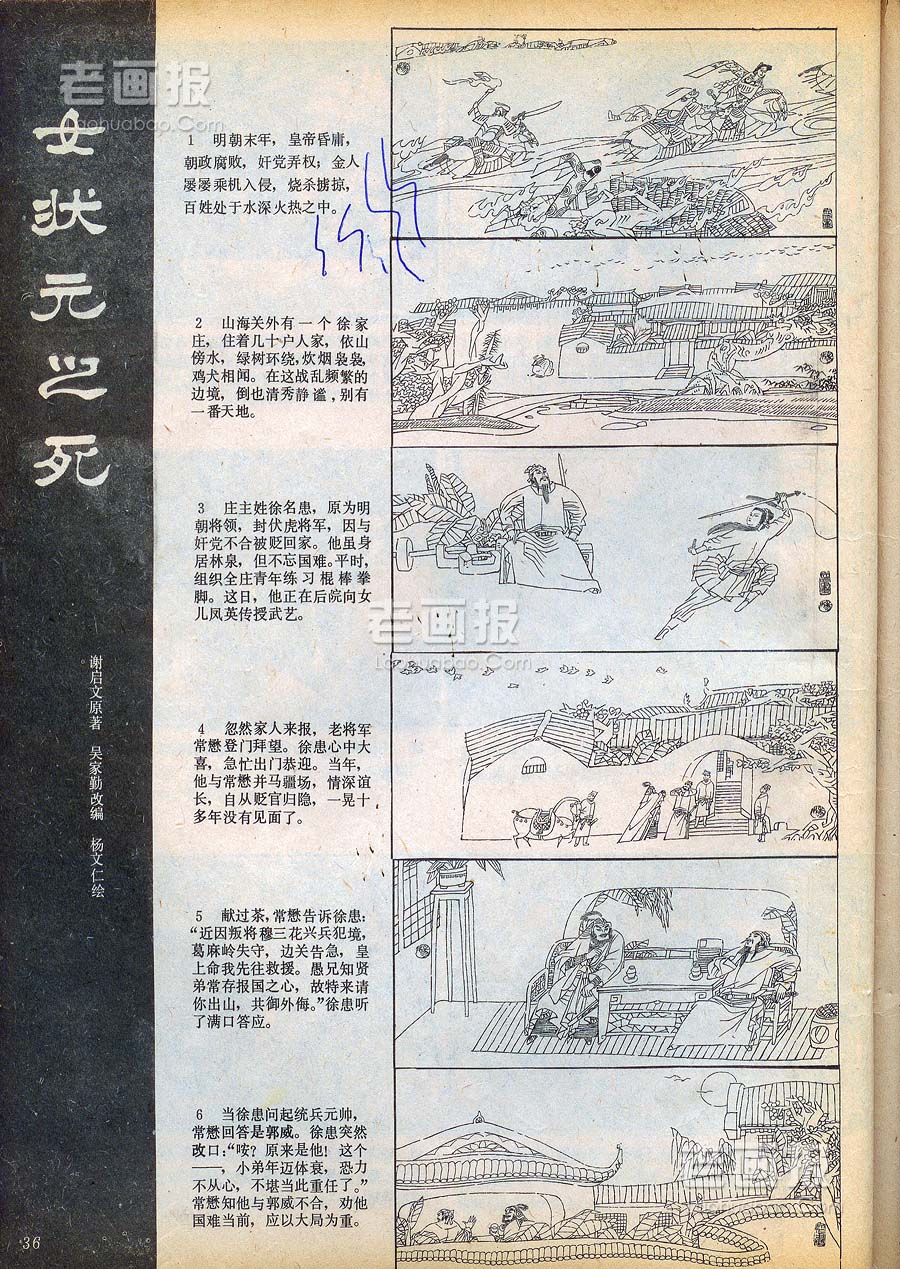 女状元之死
谢启文原著 吴家勤改编 杨文仁绘
老画报
Laohuabao.Com
1 明朝末年，皇帝昏庸，
朝政腐败，奸党弄权；金人
屡屡乘机入侵，烧杀掳掠，
百姓处于水深火热之中。
2 山海关外有一个徐家
庄，住着几十户人家，依山
傍水，绿树环绕，炊烟袅袅，
鸡犬相闻。在这战乱频繁的
边境，倒也清秀静谧，别有
一番天地。
3 庄主姓徐名患，原为明
朝将领，封伏虎将军，因与
奸党不合被贬回家。他虽身
居林泉，但不忘国难。平时，
组织全庄青年练习棍棒拳
脚。这日，他正在后院向女
儿凤英传授武艺。
老画报
Laohuabao.Com
4 忽然家人来报，老将军
常懋登门拜望。徐患心中大
喜，急忙出门恭迎。当年，
他与常懋并马疆场，情深谊
长，自从贬官归隐，一晃十
多年没有见面了。
5 献过茶，常懋告诉徐患：
“近因叛将穆三花兴兵犯境，
葛麻岭失守，边关告急，皇
上命我先往救援。愚兄知贤
弟常存报国之心，故特来请
你出山，共御外侮。”徐患听
了满口答应。
6 当徐患问起统兵元帅，
常懋回答是郭威。徐患突然
改口：“哎？原来是他！这个
——，小弟年迈体衰，恐力
不从心，不堪当此重任了。”
常懋知他与郭威不合，劝他
国难当前，应以大局为重。
老画报
36